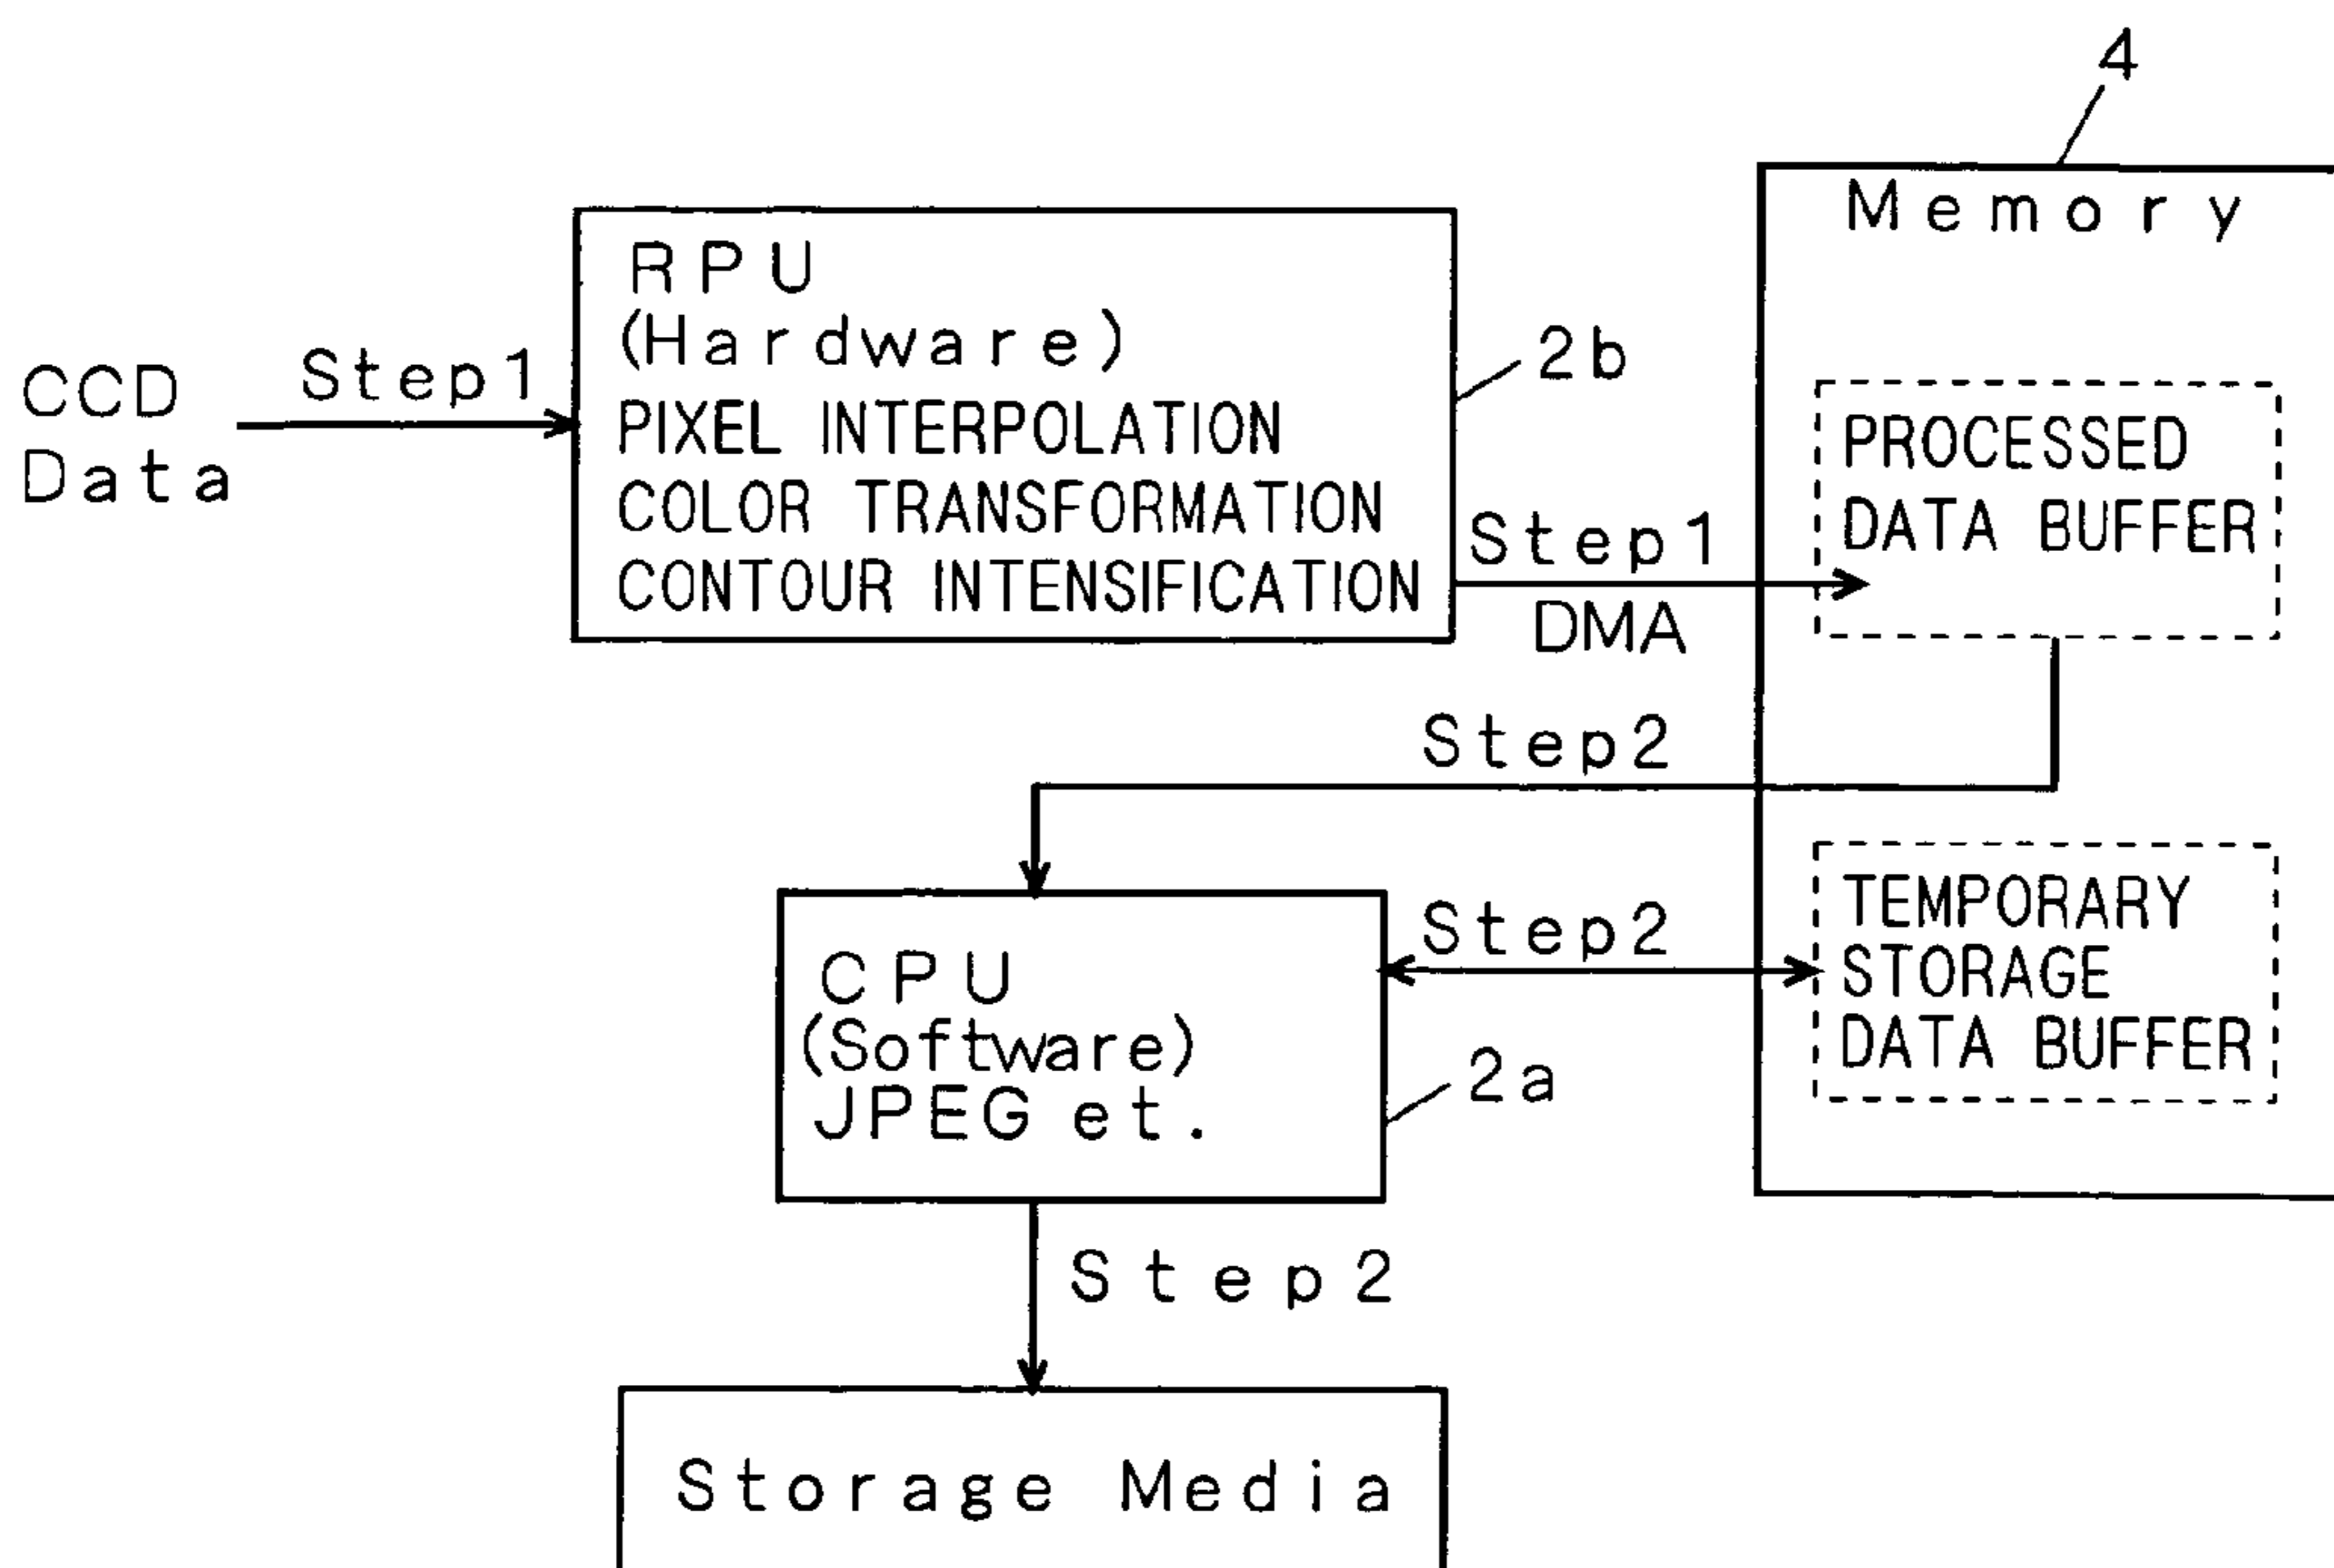 4
Memory
RPU
(Hardware)
PIXEL INTERPOLATION
COLOR TRANSFORMATION
CONTOUR INTENSIFICATION
2b
CCD
Data
Step1
PROCESSED
DATA BUFFER
Step1
DMA
Step2
CPU
(Software)
JPEG et.
2a
Step2
TEMPORARY
STORAGE
DATA BUFFER
Step2
Storage Media